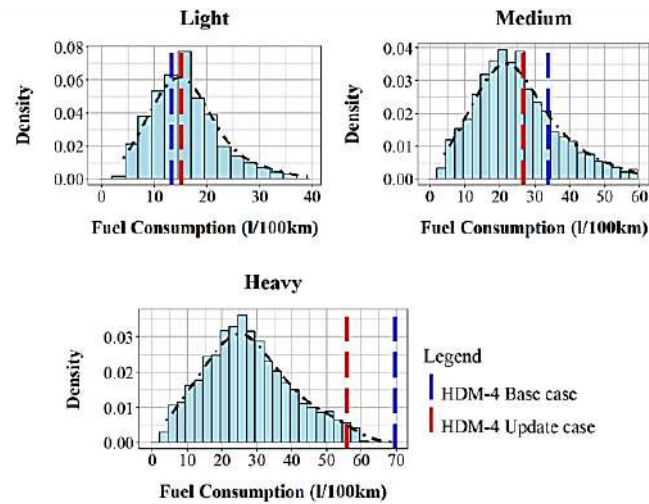 Light
Density
0.08
0.06
0.04
0.02
0.00
0 10 20 30 40
Fuel Consumption (l/100km)
Medium
Density
0.04
0.03
0.02
0.01
0.00
0 10 20 30 40 50 60
Fuel Consumption (l/100km)
Heavy
Density
0.03
0.02
0.01
0.00
0 10 20 30 40 50 60 70
Fuel Consumption (l/100km)
Legend
HDM-4 Base case
HDM-4 Update case